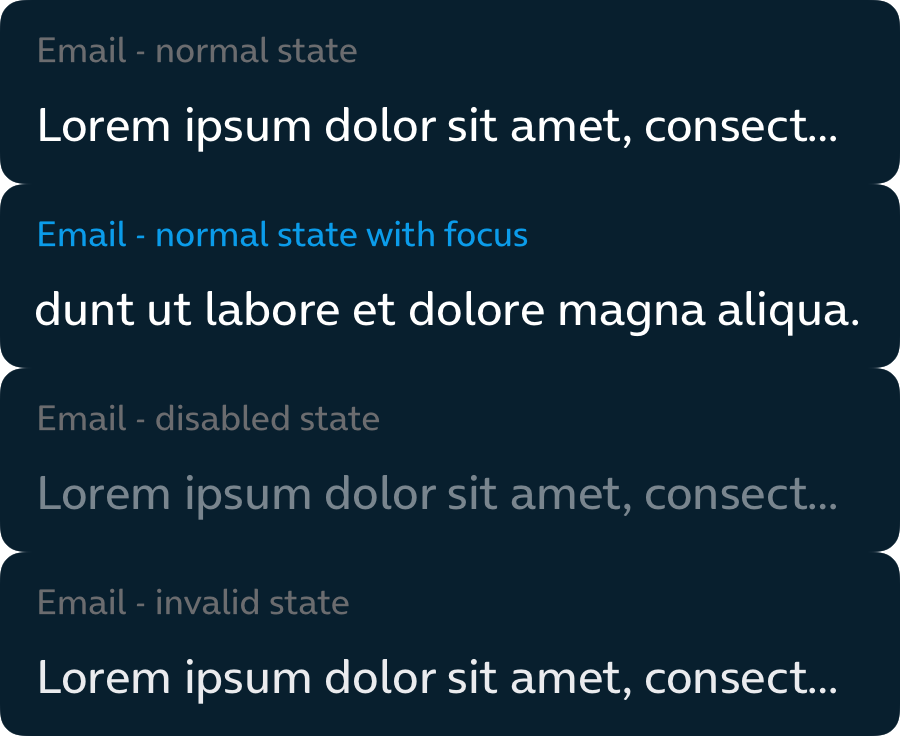 Email - normal state
Lorem ipsum dolor sit amet, consect...
Email - normal state with focus
dunt ut labore et dolore magna aliqua.
Email - disabled state
Lorem ipsum dolor sit amet, consect...
Email - invalid state
Lorem ipsum dolor sit amet, consect...